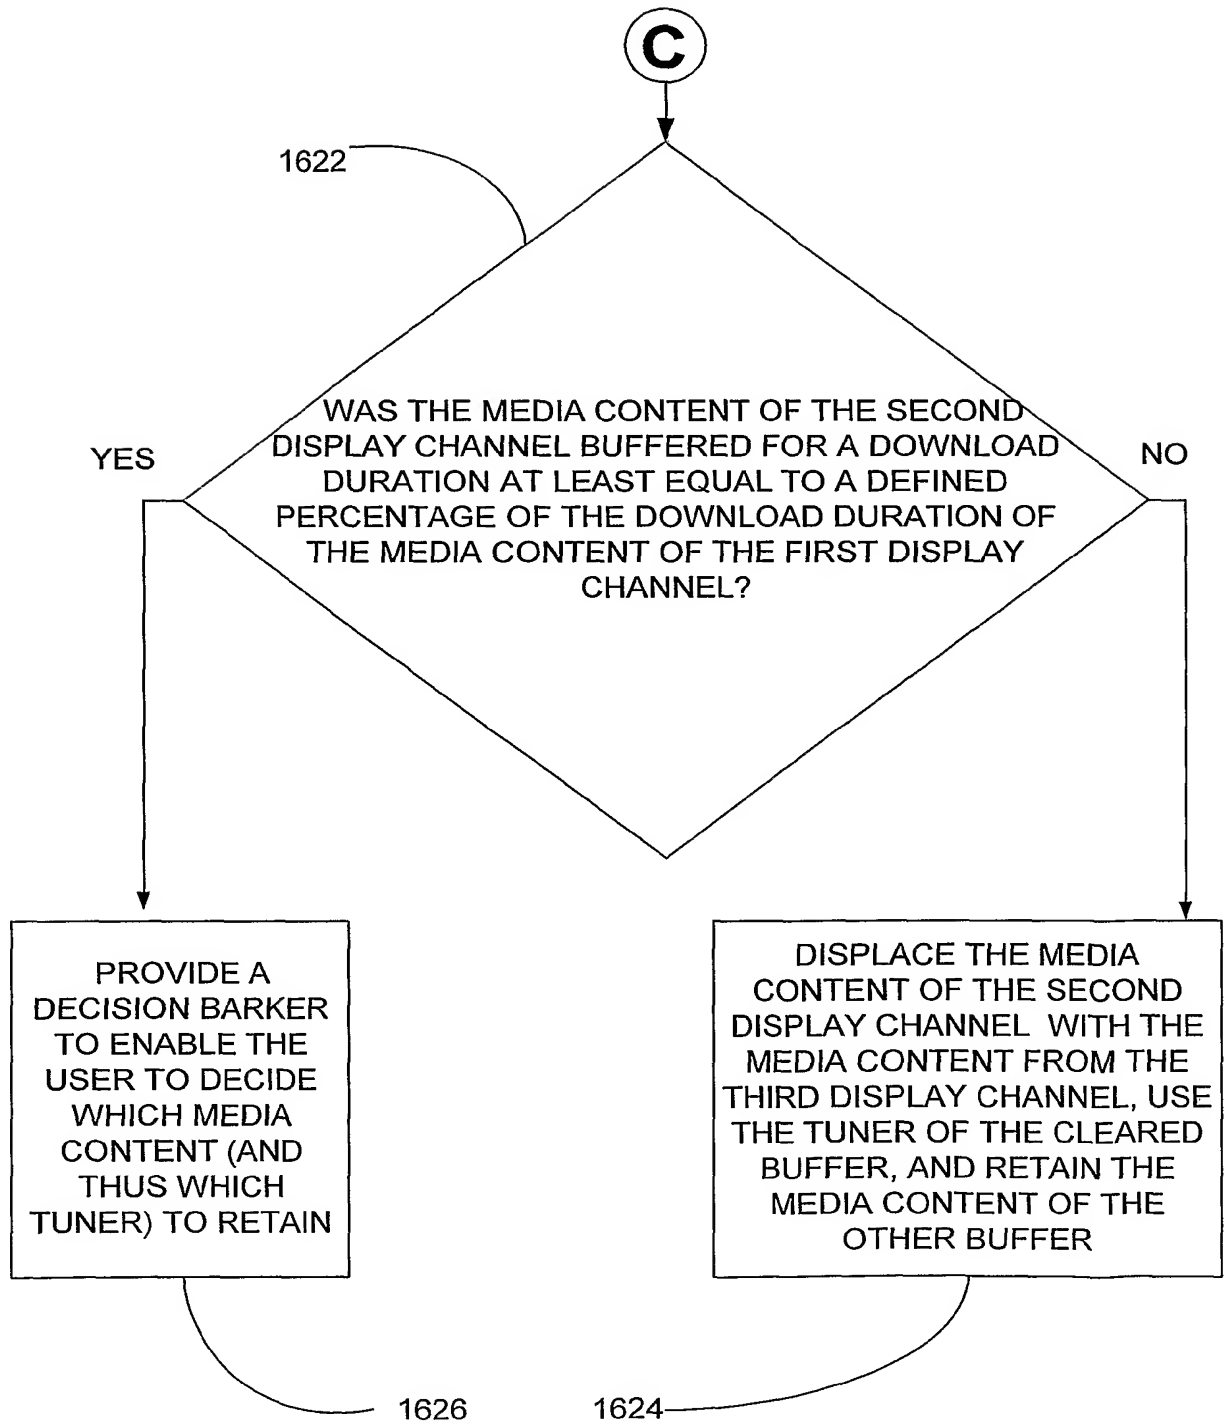 C
1622
WAS THE MEDIA CONTENT OF THE SECOND
DISPLAY CHANNEL BUFFERED FOR A DOWNLOAD
DURATION AT LEAST EQUAL TO A DEFINED
PERCENTAGE OF THE DOWNLOAD DURATION OF
THE MEDIA CONTENT OF THE FIRST DISPLAY
CHANNEL?
YES
NO
PROVIDE A
DECISION BARKER
TO ENABLE THE
USER TO DECIDE
WHICH MEDIA
CONTENT (AND
THUS WHICH
TUNER) TO RETAIN
DISPLACE THE MEDIA
CONTENT OF THE SECOND
DISPLAY CHANNEL WITH THE
MEDIA CONTENT FROM THE
THIRD DISPLAY CHANNEL, USE
THE TUNER OF THE CLEARED
BUFFER, AND RETAIN THE
MEDIA CONTENT OF THE
OTHER BUFFER
1626
1624